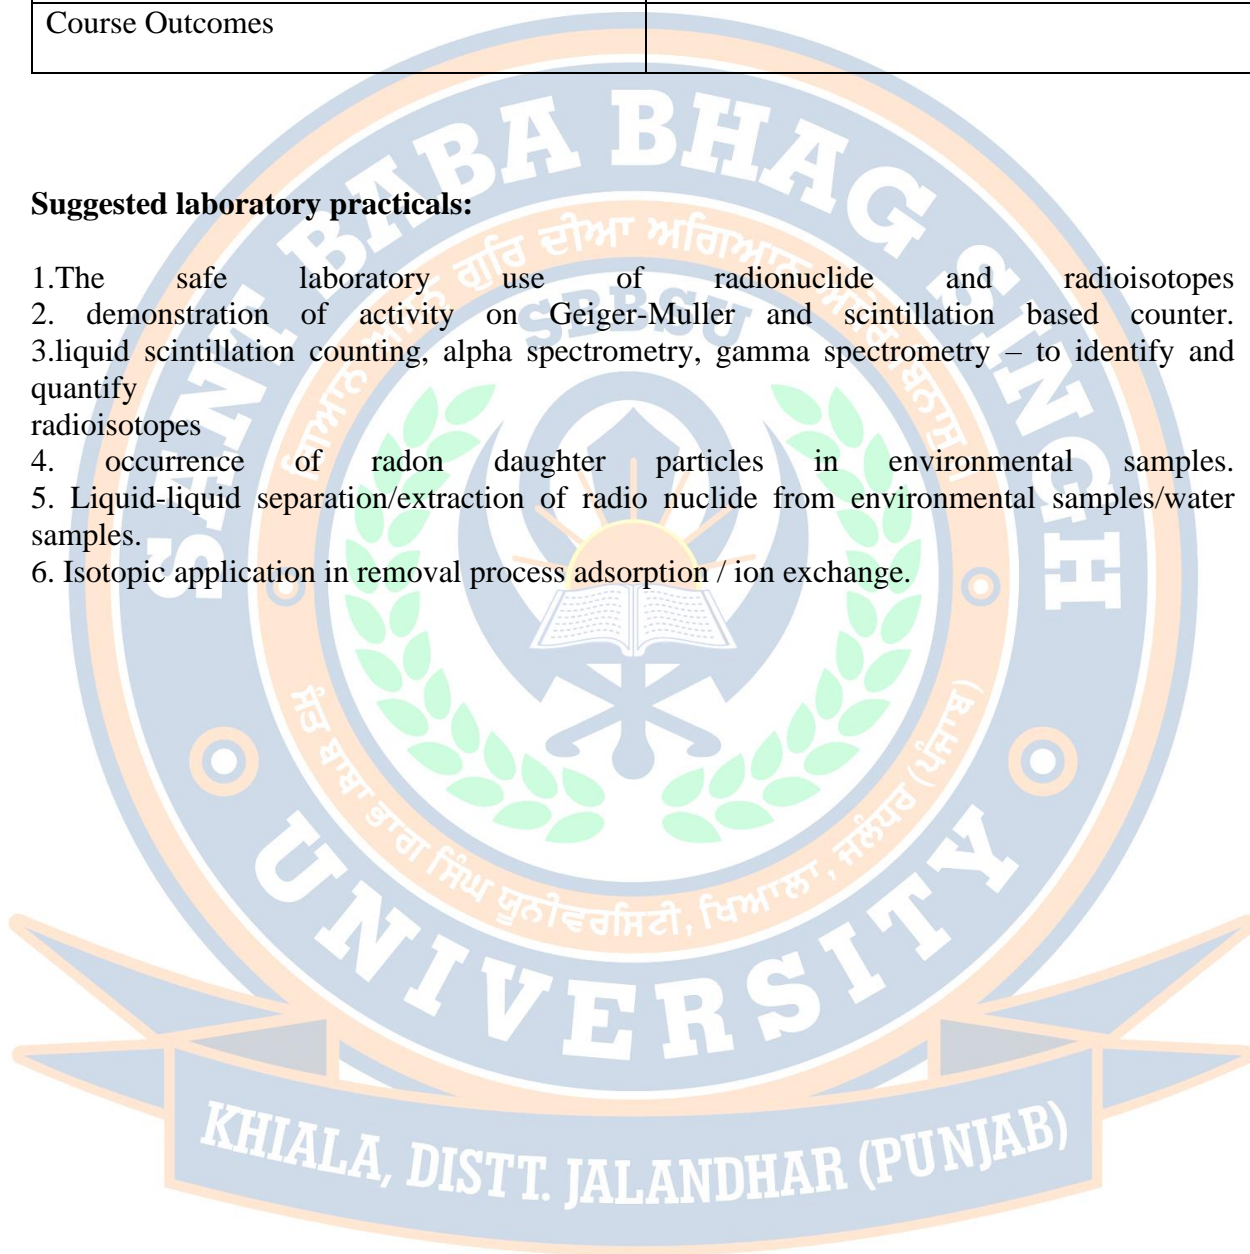 Course Outcomes
Suggested laboratory practicals:
1.The safe laboratory use of radionuclide and radioisotopes
2. demonstration of activity on Geiger-Muller and scintillation based counter.
3.liquid scintillation counting, alpha spectrometry, gamma spectrometry – to identify and
quantify
radioisotopes
4. occurrence of radon daughter particles in environmental samples.
5. Liquid-liquid separation/extraction of radio nuclide from environmental samples/water
samples.
6. Isotopic application in removal process adsorption / ion exchange.
SANT BABA BHAG SINGH
UNIVERSITY
SBBSU
ਸੰਤ ਬਾਬਾ ਭਾਗ ਸਿੰਘ ਯੂਨੀਵਰਸਿਟੀ, ਖਿਆਲਾ, ਜਲੰਧਰ (ਪੰਜਾਬ)
KHIALA, DISTT. JALANDHAR (PUNJAB)